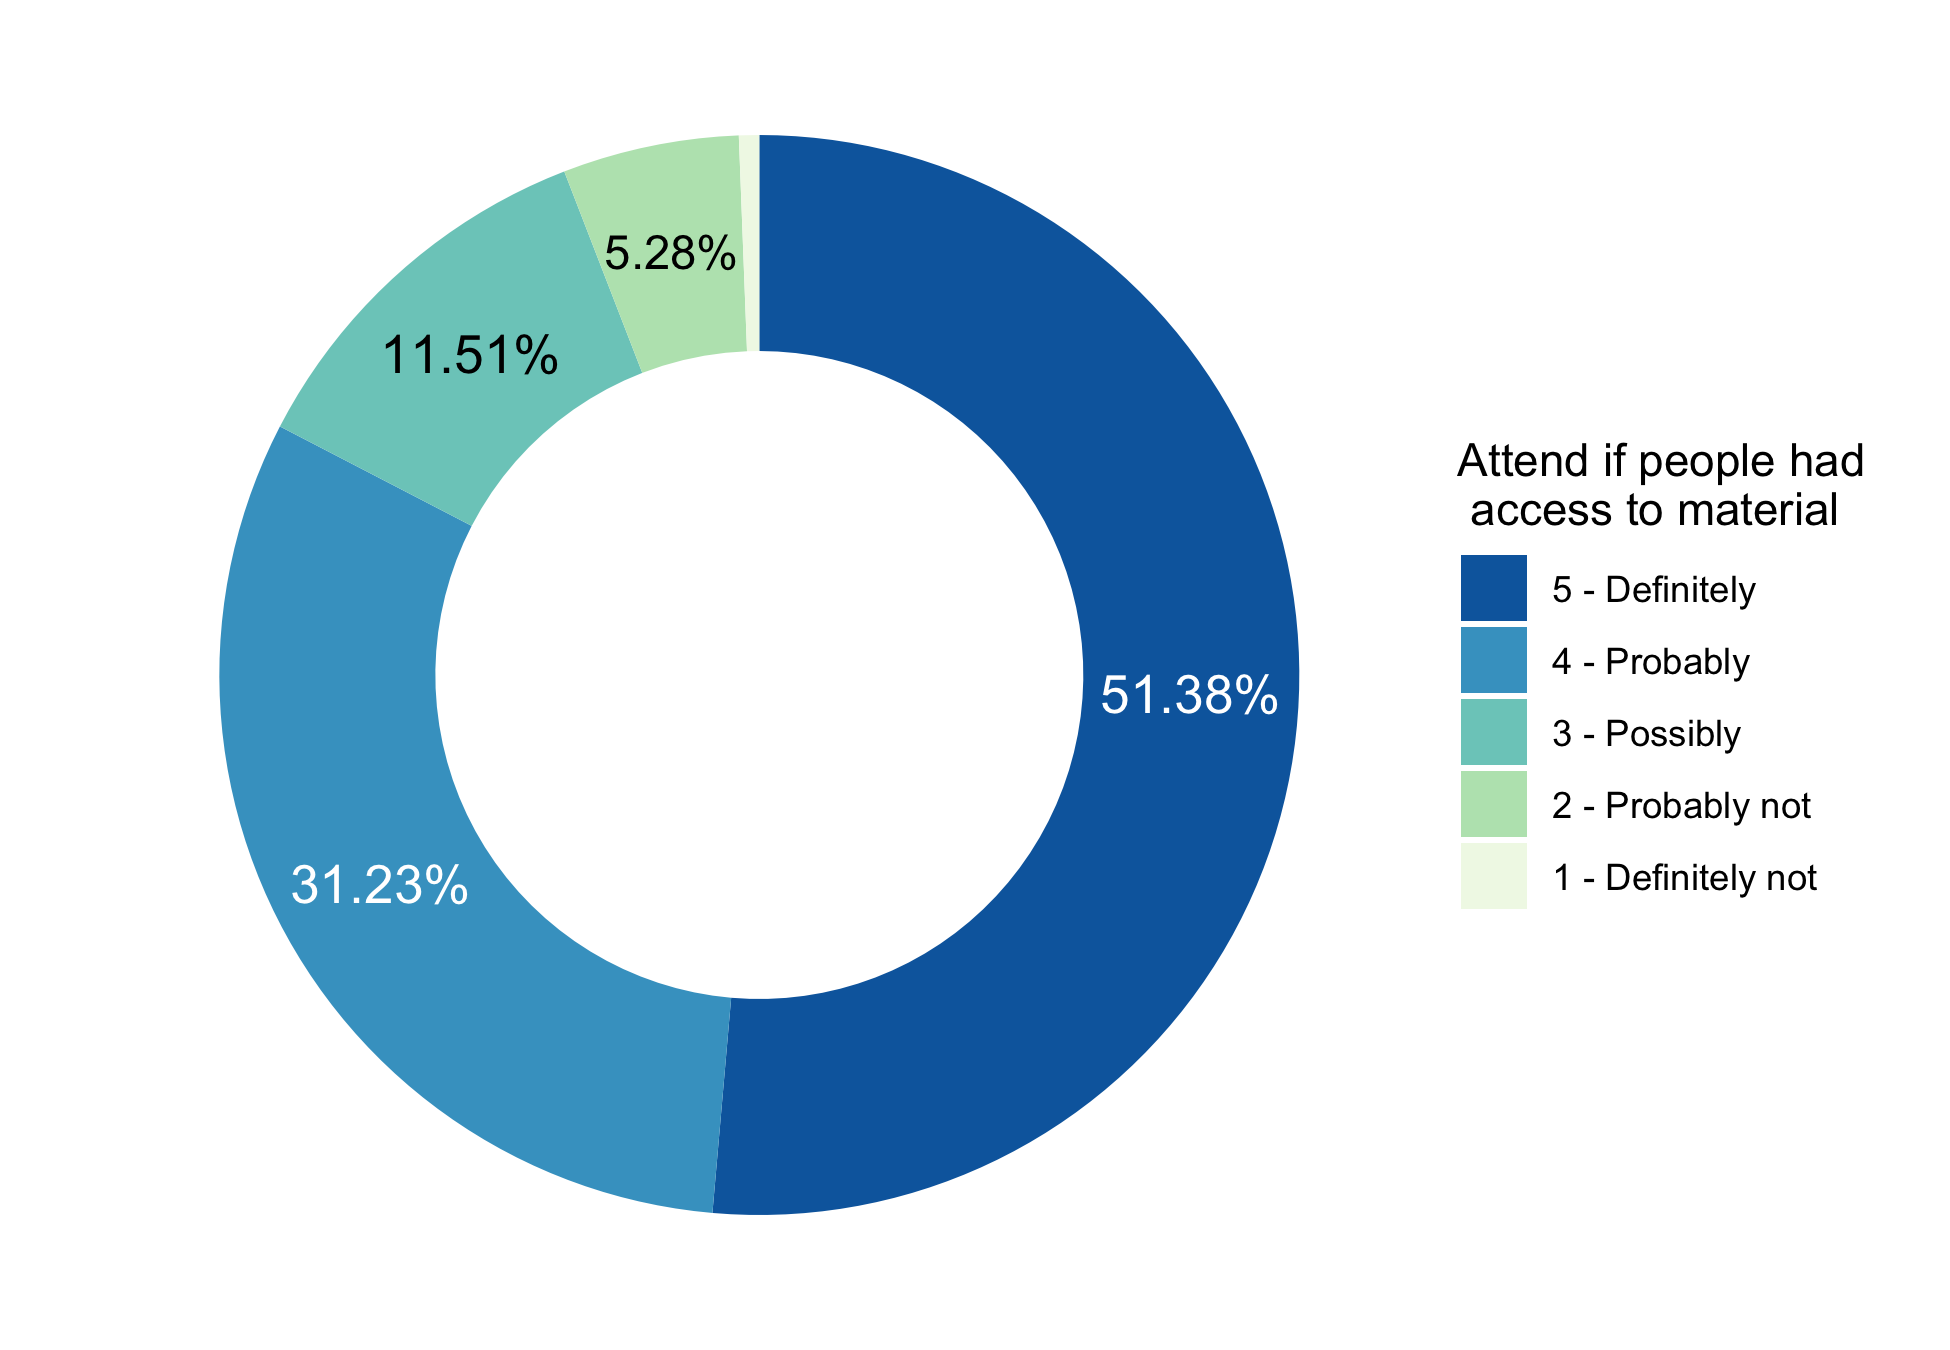 5.28%
11.51%
51.38%
31.23%
Attend if people had
access to material
5 - Definitely
4 - Probably
3 - Possibly
2 - Probably not
1 - Definitely not